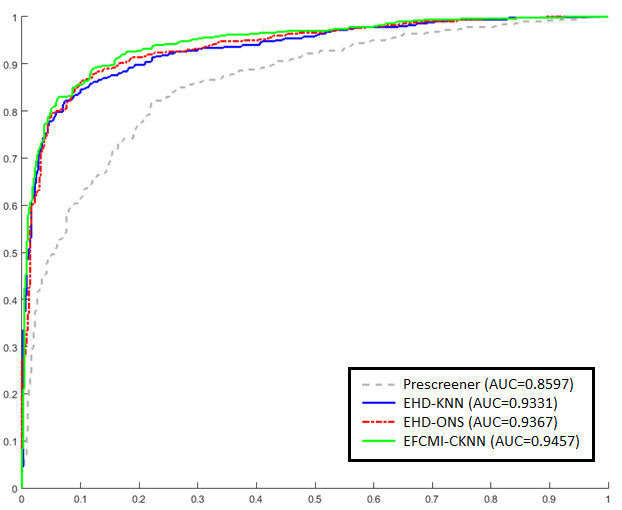 1
0.9
0.8
0.7
0.6
0.5
0.4
0.3
0.2
0.1
0
Prescreener (AUC=0.8597)
EHD-KNN (AUC=0.9331)
EHD-ONS (AUC=0.9367)
EFCMI-CKNN (AUC=0.9457)
0 0.1 0.2 0.3 0.4 0.5 0.6 0.7 0.8 0.9 1